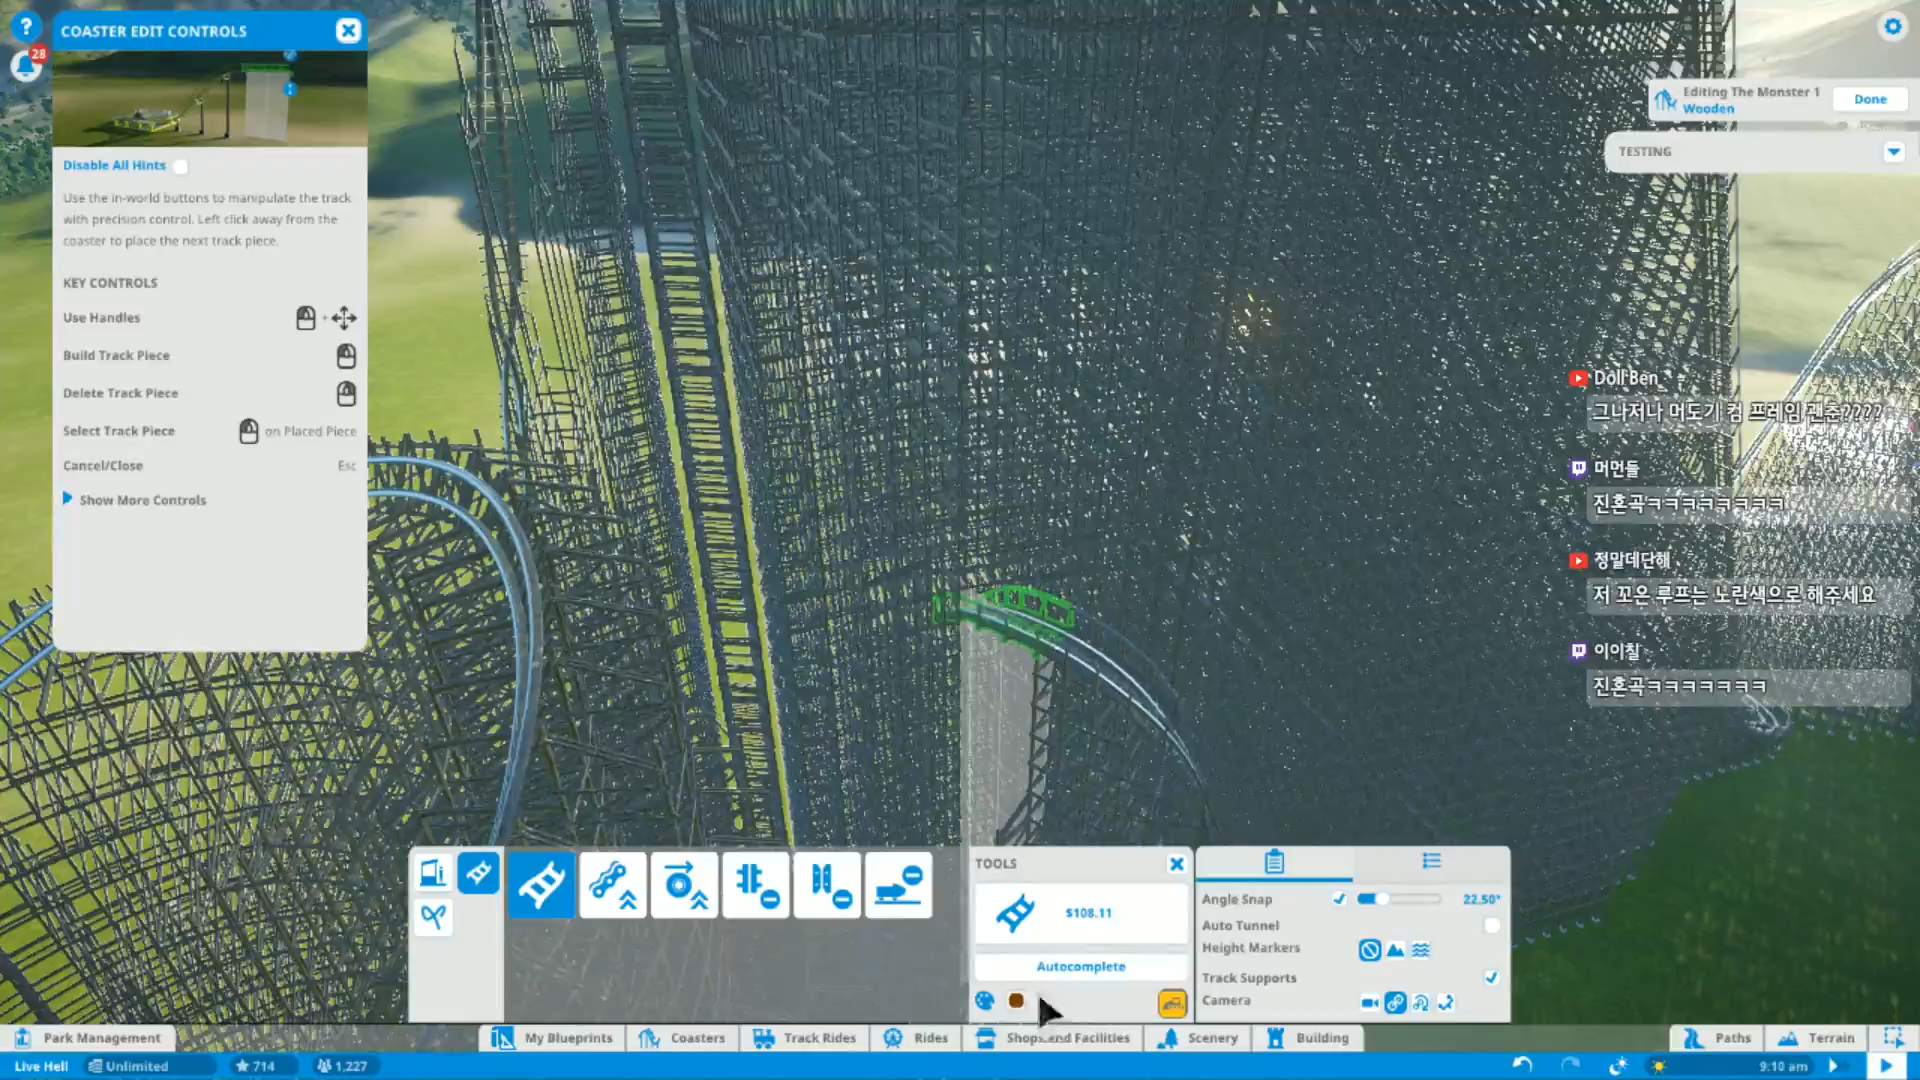 ?
28
COASTER EDIT CONTROLS
Disable All Hints
Use the in-world buttons to manipulate the track
with precision control. Left click away from the
coaster to place the next track piece.
KEY CONTROLS
Use Handles
Build Track Piece
Delete Track Piece
Select Track Piece on Placed Piece
Cancel/Close Esc
Show More Controls
Editing The Monster 1
Wooden
Done
TESTING
Doll Ben
그나저나 머독기 컴 프레임 괜춘????
머먼들
진혼곡ㅋㅋㅋㅋㅋㅋㅋㅋ
정말데단해
저 꼬은 루프는 노란색으로 해주세요
이이칠
진혼곡ㅋㅋㅋㅋㅋㅋㅋ
TOOLS
$108.11
Autocomplete
Angle Snap 22.50°
Auto Tunnel
Height Markers
Track Supports
Camera
Park Management
My Blueprints
Coasters
Track Rides
Rides
Shops and Facilities
Scenery
Building
Paths
Terrain
Live Hell
Unlimited
714
1,227
9:10 am